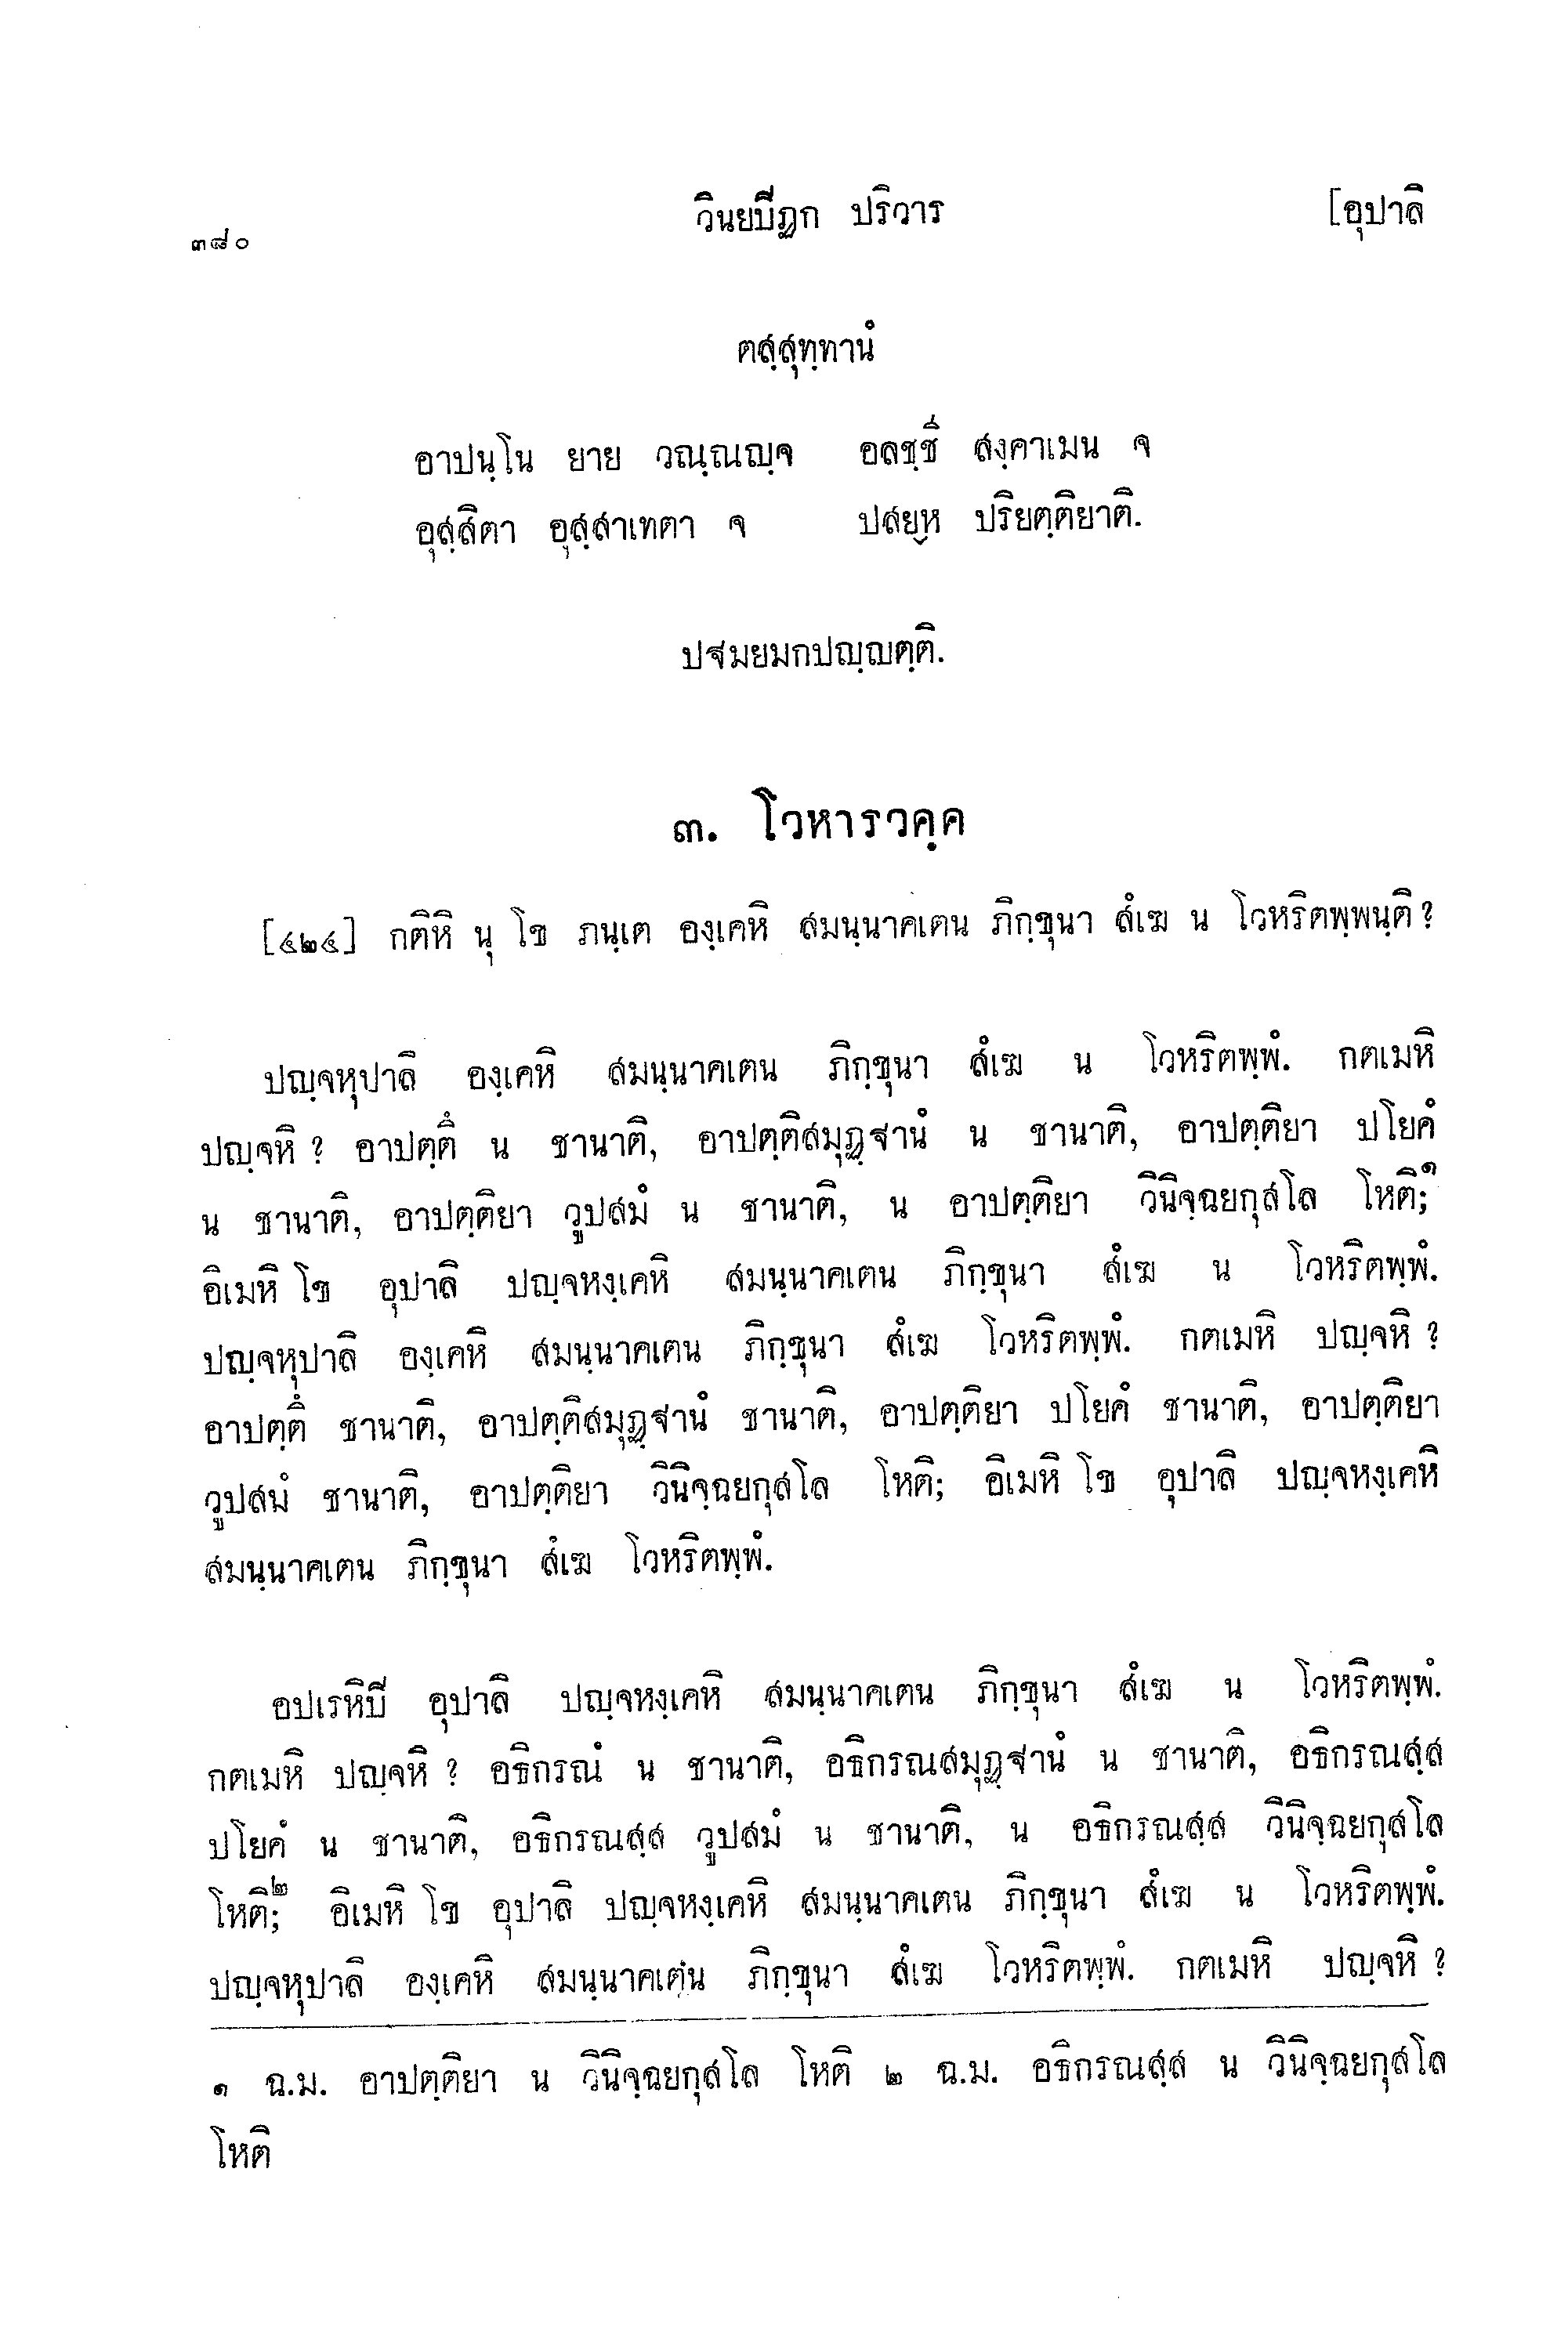 ๓๘๐ วินยปิฏก ปริวาร [อุปาลิ
ตสฺสุทฺทานํ
อาปนฺโน ยาย วณฺณญฺจ อลชฺชี สงฺคาเมน จ
อุสฺสิตา อุสฺสาเทตา จ ปสยฺห ปริยตฺติยาติ.
ปฐมยมกปญฺญตฺติ.
๓. โวหารวคฺค
[๔๒๔] กติหิ นุ โข ภนฺเต องฺเคหิ สมนฺนาคเตน ภิกฺขุนา สํเฆ น โวหริตพฺพนฺติ?
ปญฺจหุปาลิ องฺเคหิ สมนฺนาคเตน ภิกฺขุนา สํเฆ น โวหริตพฺพํ. กตเมหิ
ปญฺจหิ? อาปตฺตึ น ชานาติ, อาปตฺติสมุฏฺฐานํ น ชานาติ, อาปตฺติยา ปโยคํ
น ชานาติ, อาปตฺติยา วูปสมํ น ชานาติ, น อาปตฺติยา วินิจฺฉยกุสโล โหติ;๑
อิเมหิ โข อุปาลิ ปญฺจหงฺเคหิ สมนฺนาคเตน ภิกฺขุนา สํเฆ น โวหริตพฺพํ.
ปญฺจหุปาลิ องฺเคหิ สมนฺนาคเตน ภิกฺขุนา สํเฆ โวหริตพฺพํ. กตเมหิ ปญฺจหิ?
อาปตฺตึ ชานาติ, อาปตฺติสมุฏฺฐานํ ชานาติ, อาปตฺติยา ปโยคํ ชานาติ, อาปตฺติยา
วูปสมํ ชานาติ, อาปตฺติยา วินิจฺฉยกุสโล โหติ; อิเมหิ โข อุปาลิ ปญฺจหงฺเคหิ
สมนฺนาคเตน ภิกฺขุนา สํเฆ โวหริตพฺพํ.
อปเรหิปิ อุปาลิ ปญฺจหงฺเคหิ สมนฺนาคเตน ภิกฺขุนา สํเฆ น โวหริตพฺพํ.
กตเมหิ ปญฺจหิ? อธิกรณํ น ชานาติ, อธิกรณสมุฏฺฐานํ น ชานาติ, อธิกรณสฺส
ปโยคํ น ชานาติ, อธิกรณสฺส วูปสมํ น ชานาติ, น อธิกรณสฺส วินิจฺฉยกุสโล
โหติ;๒ อิเมหิ โข อุปาลิ ปญฺจหงฺเคหิ สมนฺนาคเตน ภิกฺขุนา สํเฆ น โวหริตพฺพํ.
ปญฺจหุปาลิ องฺเคหิ สมนฺนาคเตน ภิกฺขุนา สํเฆ โวหริตพฺพํ. กตเมหิ ปญฺจหิ?
๑ ฉ.ม. อาปตฺติยา น วินิจฺฉยกุสโล โหติ ๒ ฉ.ม. อธิกรณสฺส น วินิจฺฉยกุสโล
โหติ